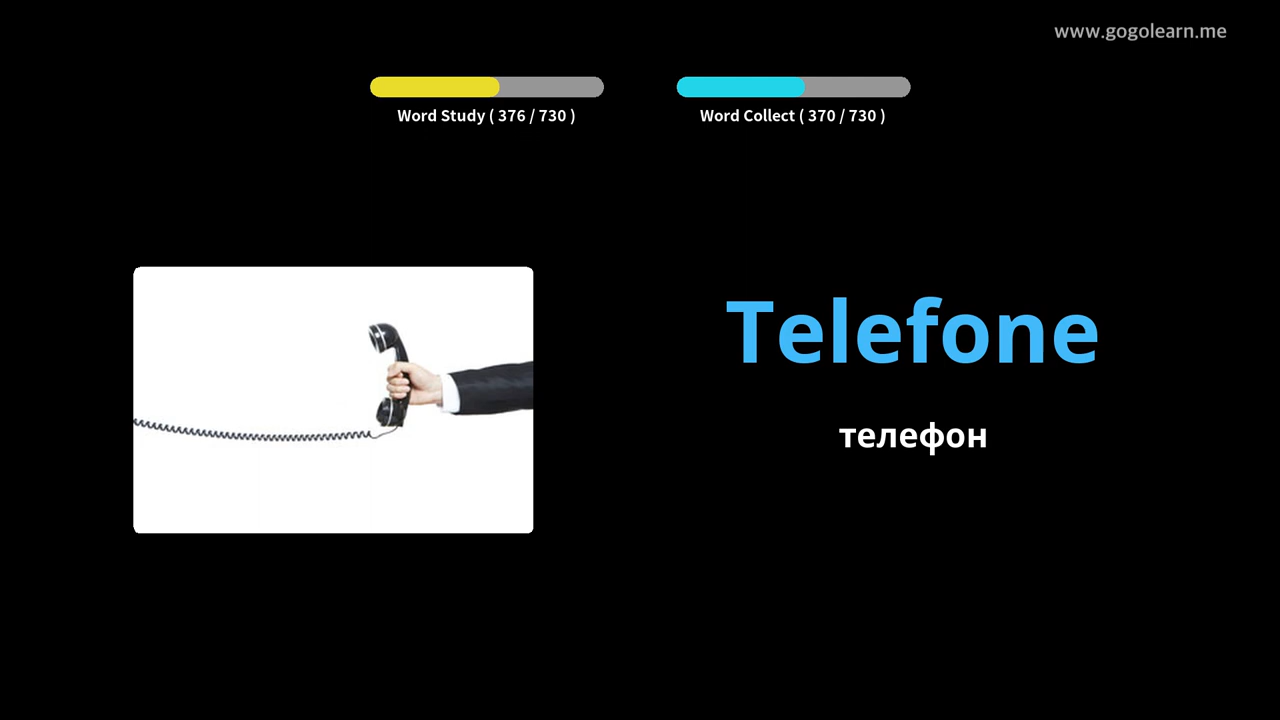 www.gogolearn.me
Word Study ( 376 / 730 )
Word Collect ( 370 / 730 )
Telefone
телефон